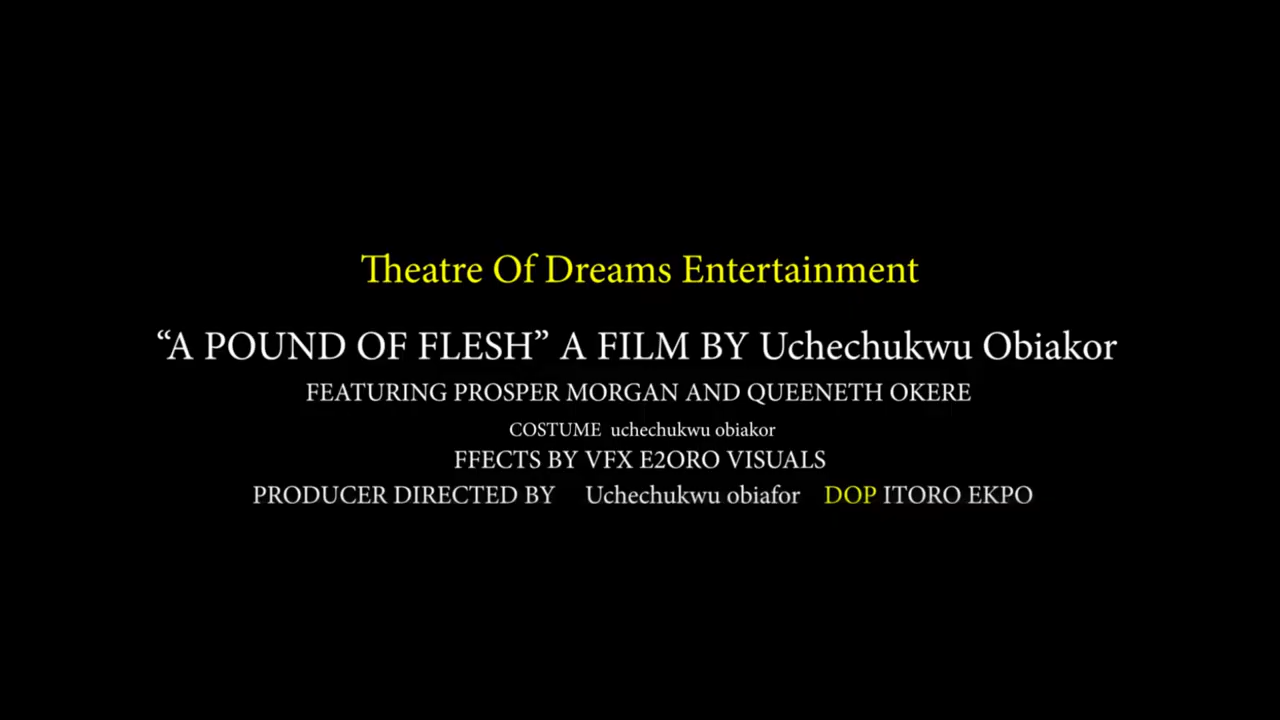 Theatre Of Dreams Entertainment
“A POUND OF FLESH” A FILM BY Uchechukwu Obiakor
FEATURING PROSPER MORGAN AND QUEENETH OKERE
COSTUME uchechukwu obiakor
FFECTS BY VFX E2ORO VISUALS
PRODUCER DIRECTED BY Uchechukwu obiafor DOP ITORO EKPO